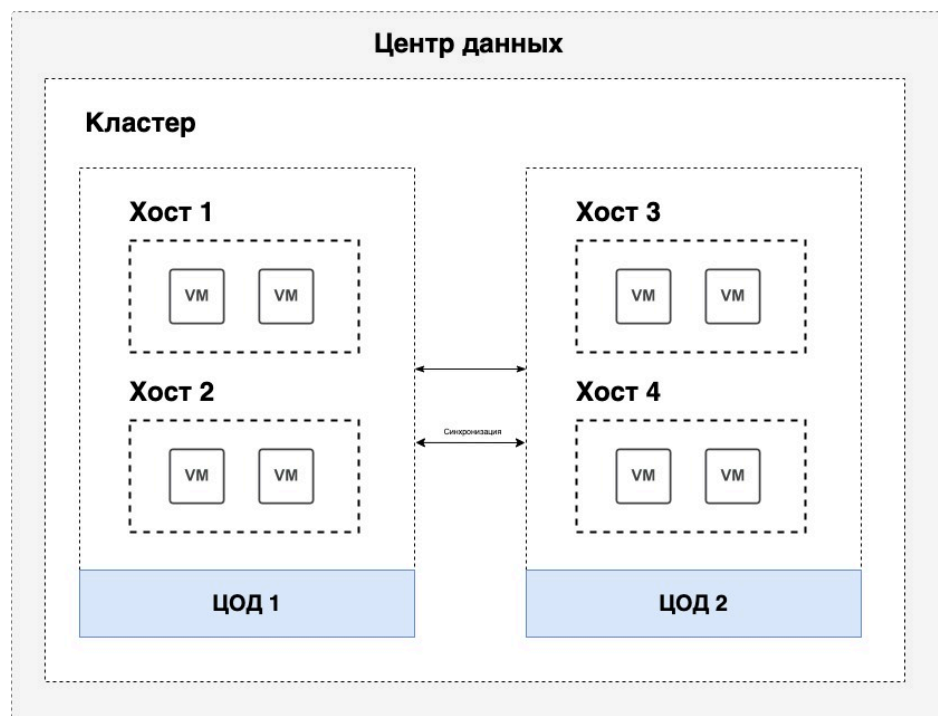 Центр данных
Кластер
Хост 1
VM VM
Хост 2
VM VM
ЦОД 1
Синхронизация
Хост 3
VM VM
Хост 4
VM VM
ЦОД 2